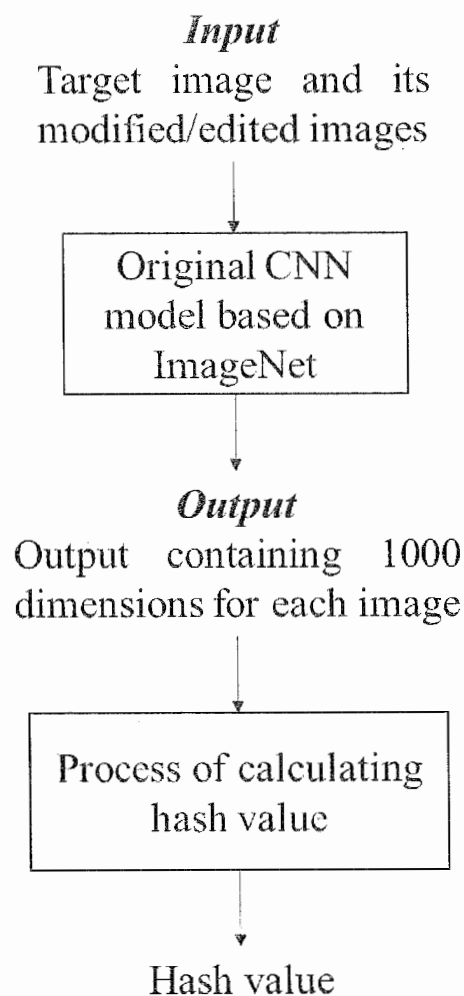 Input
Target image and its
modified/edited images
Original CNN
model based on
ImageNet
Output
Output containing 1000
dimensions for each image
Process of calculating
hash value
Hash value